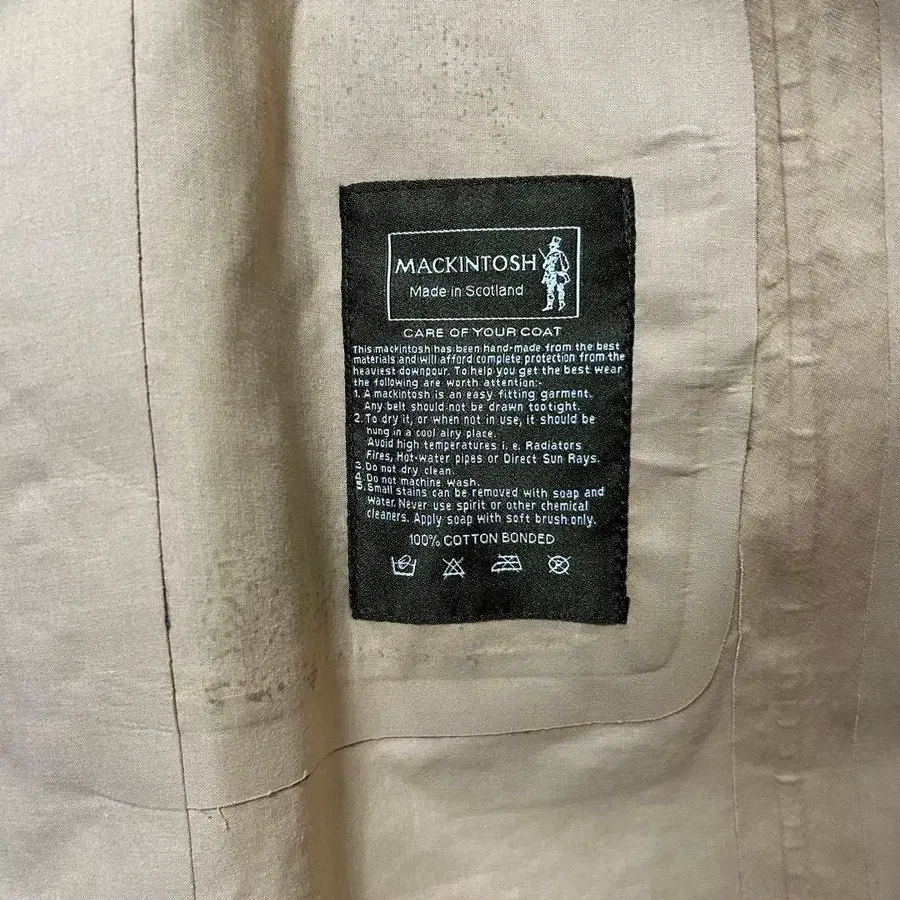 MACKINTOSH
Made in Scotland
CARE OF YOUR COAT
This mackintosh has been hand-made from the best
materials and will afford complete protection from the
heaviest downpour. To help you get the best wear
the following are worth attention:-
1. A mackintosh is an easy fitting garment.
Any belt should not be drawn too tight.
2. To dry it, or when not in use, it should be
hung in a cool airy place.
Avoid high temperatures i.e. Radiators
Fires, Hot-water pipes or Direct Sun Rays.
3. Do not dry clean.
4. Do not machine wash.
5. Small stains can be removed with soap and
water. Never use spirit or other chemical
cleaners. Apply soap with soft brush only.
100% COTTON BONDED